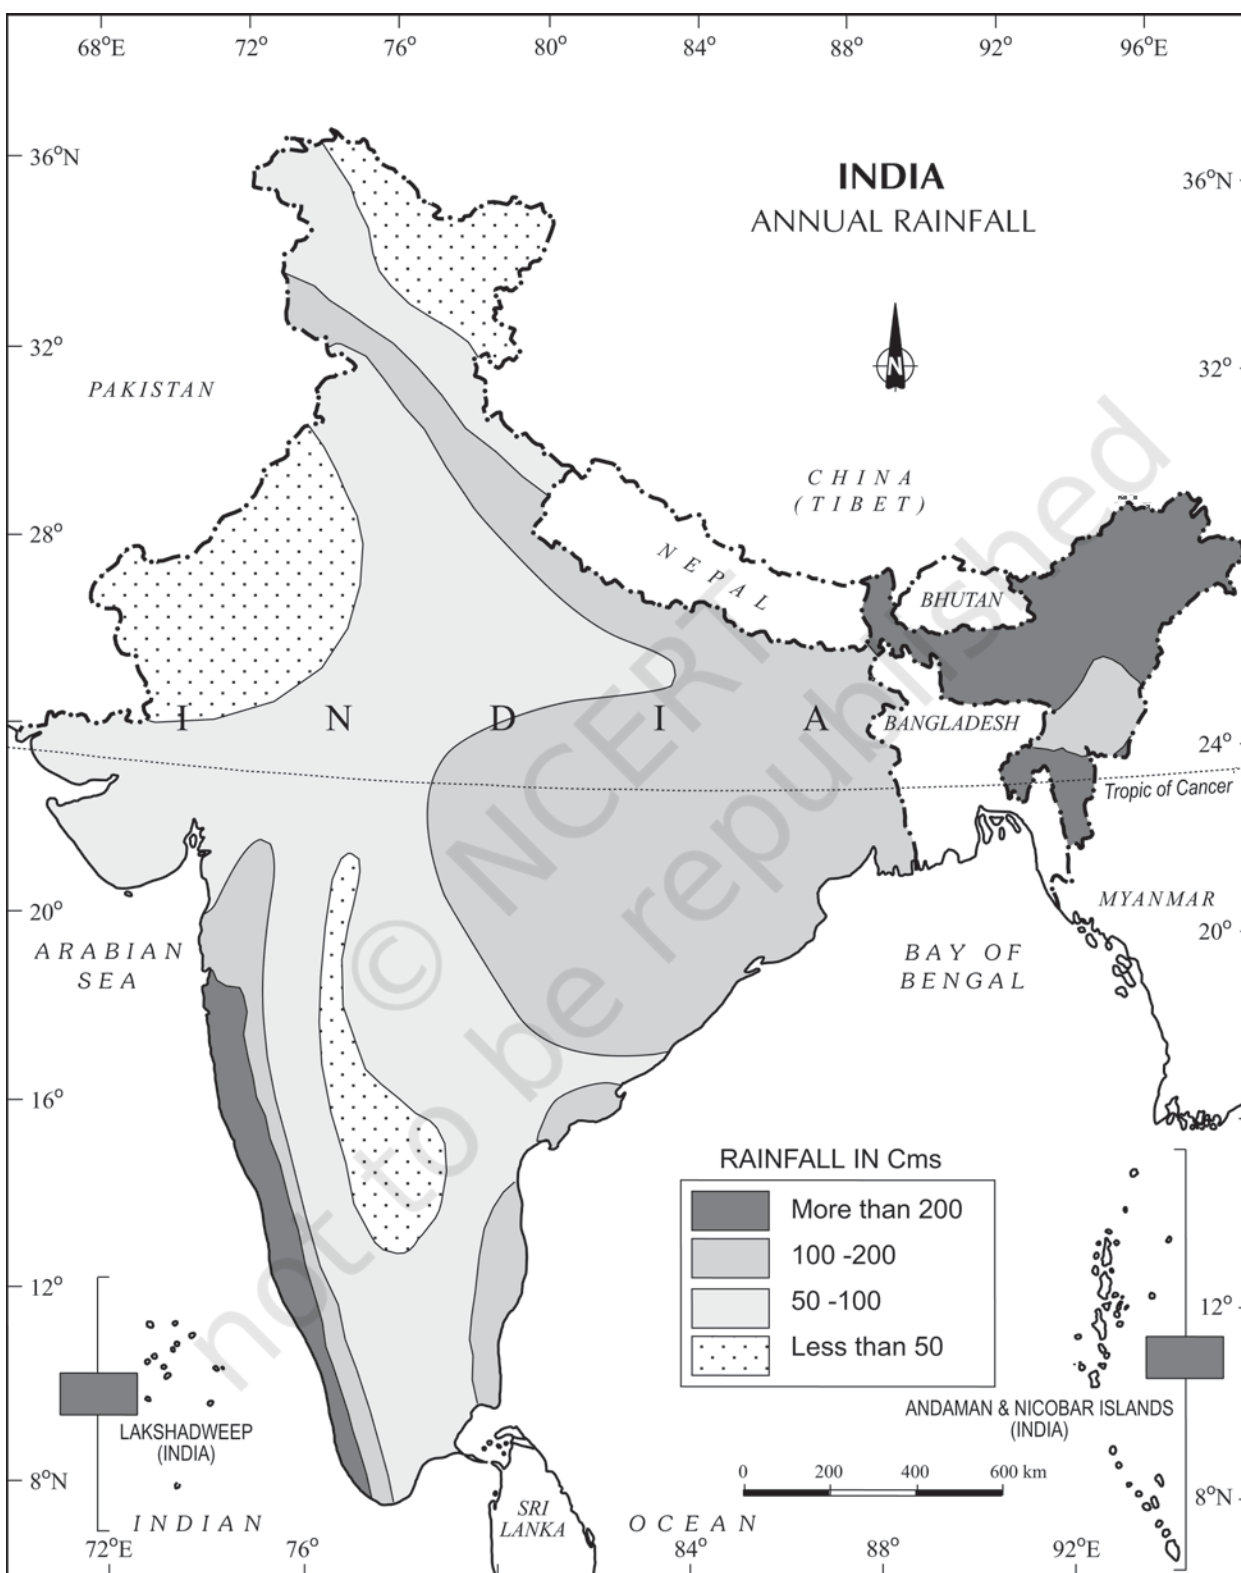 68°E 72° 76° 80° 84° 88° 92° 96°E
36°N
INDIA
36°N
ANNUAL RAINFALL
N
32°
32°
PAKISTAN
CHINA
(TIBET)
28°
28°
NEPAL
BHUTAN
INDIA
BANGLADESH
24°
Tropic of Cancer
MYANMAR
20°
20°
ARABIAN
SEA
BAY OF
BENGAL
© NCERT
not to be republished
16°
RAINFALL IN Cms
More than 200
100 -200
50 -100
Less than 50
12°
12°
LAKSHADWEEP
(INDIA)
ANDAMAN & NICOBAR ISLANDS
(INDIA)
0 200 400 600 km
8°N
8°N
SRI
LANKA
INDIAN OCEAN
72°E 76° 84° 88° 92°E